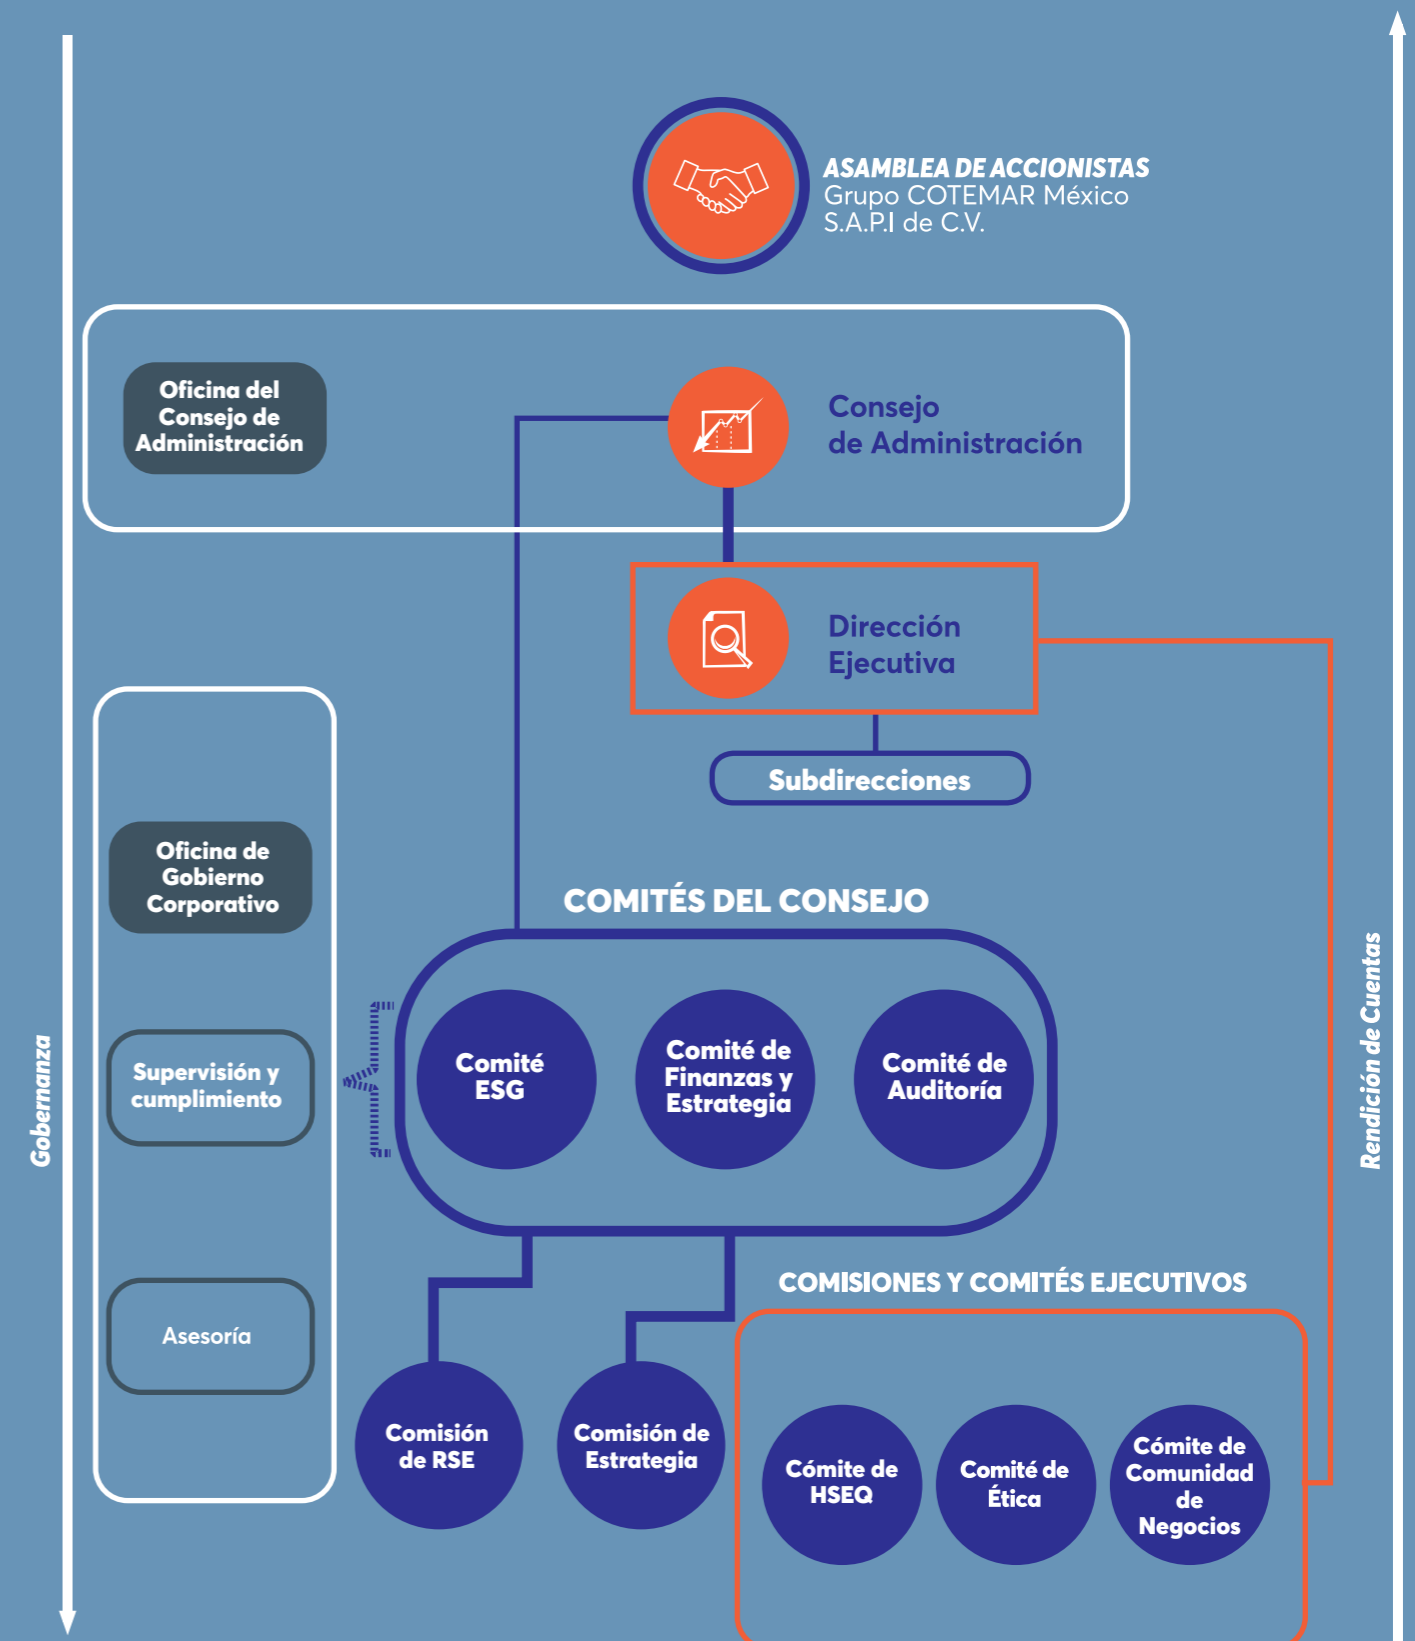 ASAMBLEA DE ACCIONISTAS
Grupo COTEMAR México
S.A.P.I de C.V.
Oficina del
Consejo de
Administración
Consejo
de Administración
Dirección
Ejecutiva
Subdirecciones
Oficina de
Gobierno
Corporativo
COMITÉS DEL CONSEJO
Gobernanza
Rendición de Cuentas
Supervisión y
cumplimiento
Comité
ESG
Comité de
Finanzas y
Estrategia
Comité de
Auditoría
Asesoría
COMISIONES Y COMITÉS EJECUTIVOS
Comisión
de RSE
Comisión de
Estrategia
Cómite de
HSEQ
Comité de
Ética
Cómite de
Comunidad
de
Negocios